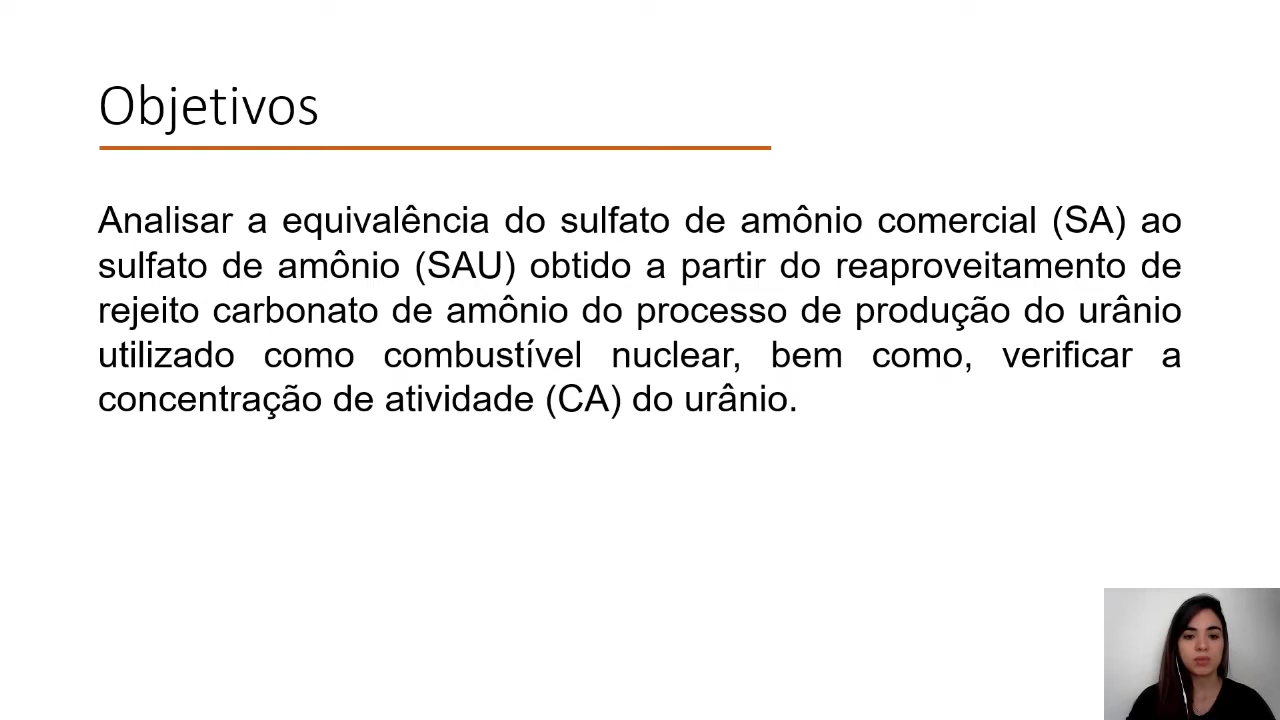 Objetivos
Analisar a equivalência do sulfato de amônio comercial (SA) ao
sulfato de amônio (SAU) obtido a partir do reaproveitamento de
rejeito carbonato de amônio do processo de produção do urânio
utilizado como combustível nuclear, bem como, verificar a
concentração de atividade (CA) do urânio.